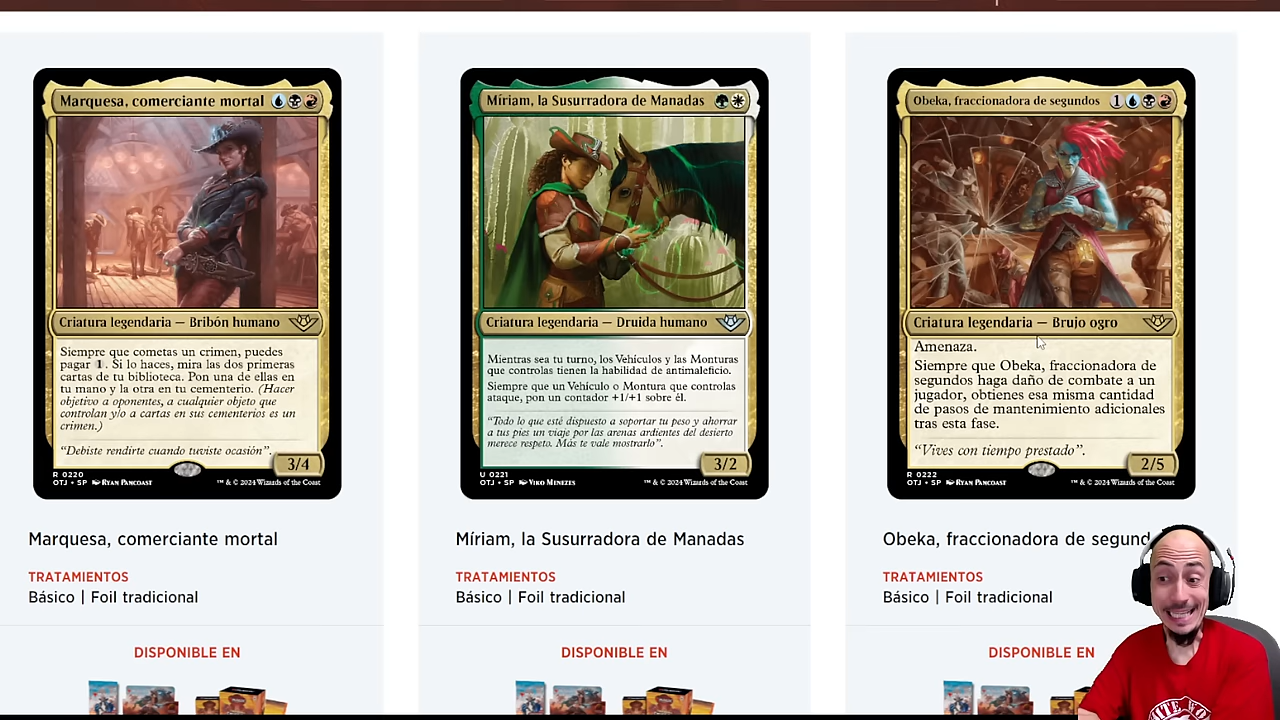 Marquesa, comerciante mortal
Criatura legendaria — Bribón humano
Siempre que cometas un crimen, puedes
pagar 1. Si lo haces, mira las dos primeras
cartas de tu biblioteca. Pon una de ellas en
tu mano y la otra en tu cementerio. (Hacer
objetivo a oponentes, a cualquier objeto que
controlan y/o a cartas en sus cementerios es un
crimen.)
“Debiste rendirte cuando tuviste ocasión”.
3/4
R 0220
OTJ • SP RYAN PANCOAST
™ & © 2024 Wizards of the Coast
Míriam, la Susurradora de Manadas
Criatura legendaria — Druida humano
Mientras sea tu turno, los Vehículos y las Monturas
que controlas tienen la habilidad de antimaleficio.
Siempre que un Vehículo o Montura que controlas
ataque, pon un contador +1/+1 sobre él.
“Todo lo que esté dispuesto a soportar tu peso y ahorrar
a tus pies un viaje por las arenas ardientes del desierto
merece respeto. Más te vale mostrarlo”.
3/2
U 0221
OTJ • SP VIKO MENEZES
™ & © 2024 Wizards of the Coast
Obeka, fraccionadora de segundos 1
Criatura legendaria — Brujo ogro
Amenaza.
Siempre que Obeka, fraccionadora de
segundos haga daño de combate a un
jugador, obtienes esa misma cantidad
de pasos de mantenimiento adicionales
tras esta fase.
“Vives con tiempo prestado”.
2/5
R 0222
OTJ • SP RYAN PANCOAST
™ & © 2024 Wizards of the Coast
Marquesa, comerciante mortal
TRATAMIENTOS
Básico | Foil tradicional
DISPONIBLE EN
Míriam, la Susurradora de Manadas
TRATAMIENTOS
Básico | Foil tradicional
DISPONIBLE EN
Obeka, fraccionadora de segund
TRATAMIENTOS
Básico | Foil tradicional
DISPONIBLE EN